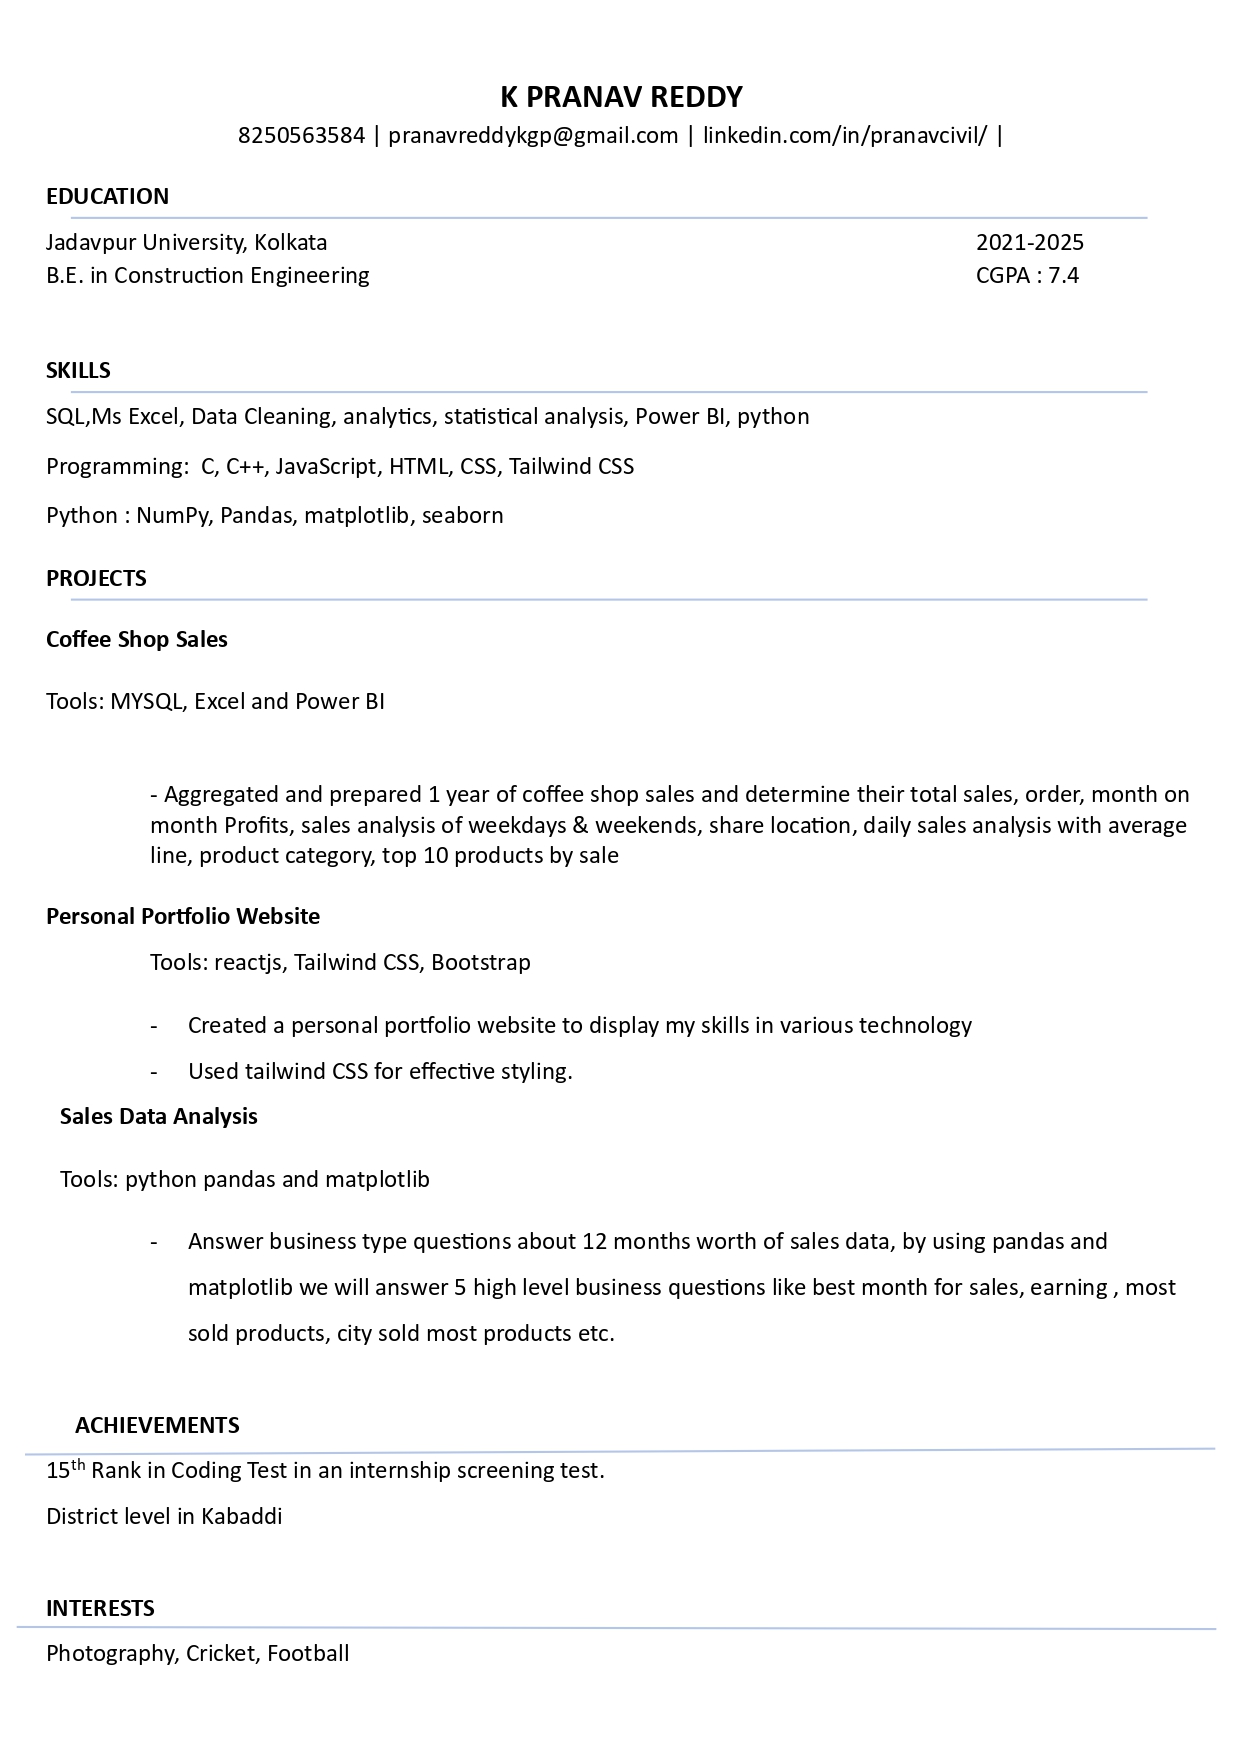 K PRANAV REDDY
8250563584 | pranavreddykgp@gmail.com | linkedin.com/in/pranavcivil/ |
EDUCATION
Jadavpur University, Kolkata 2021-2025
B.E. in Construction Engineering CGPA : 7.4
SKILLS
SQL,Ms Excel, Data Cleaning, analytics, statistical analysis, Power BI, python
Programming:  C, C++, JavaScript, HTML, CSS, Tailwind CSS
Python : NumPy, Pandas, matplotlib, seaborn
PROJECTS
Coffee Shop Sales
Tools: MYSQL, Excel and Power BI
- Aggregated and prepared 1 year of coffee shop sales and determine their total sales, order, month on
month Profits, sales analysis of weekdays & weekends, share location, daily sales analysis with average
line, product category, top 10 products by sale
Personal Portfolio Website
Tools: reactjs, Tailwind CSS, Bootstrap
- Created a personal portfolio website to display my skills in various technology
- Used tailwind CSS for effective styling.
Sales Data Analysis
Tools: python pandas and matplotlib
- Answer business type questions about 12 months worth of sales data, by using pandas and
matplotlib we will answer 5 high level business questions like best month for sales, earning , most
sold products, city sold most products etc.
ACHIEVEMENTS
15th Rank in Coding Test in an internship screening test.
District level in Kabaddi
INTERESTS
Photography, Cricket, Football